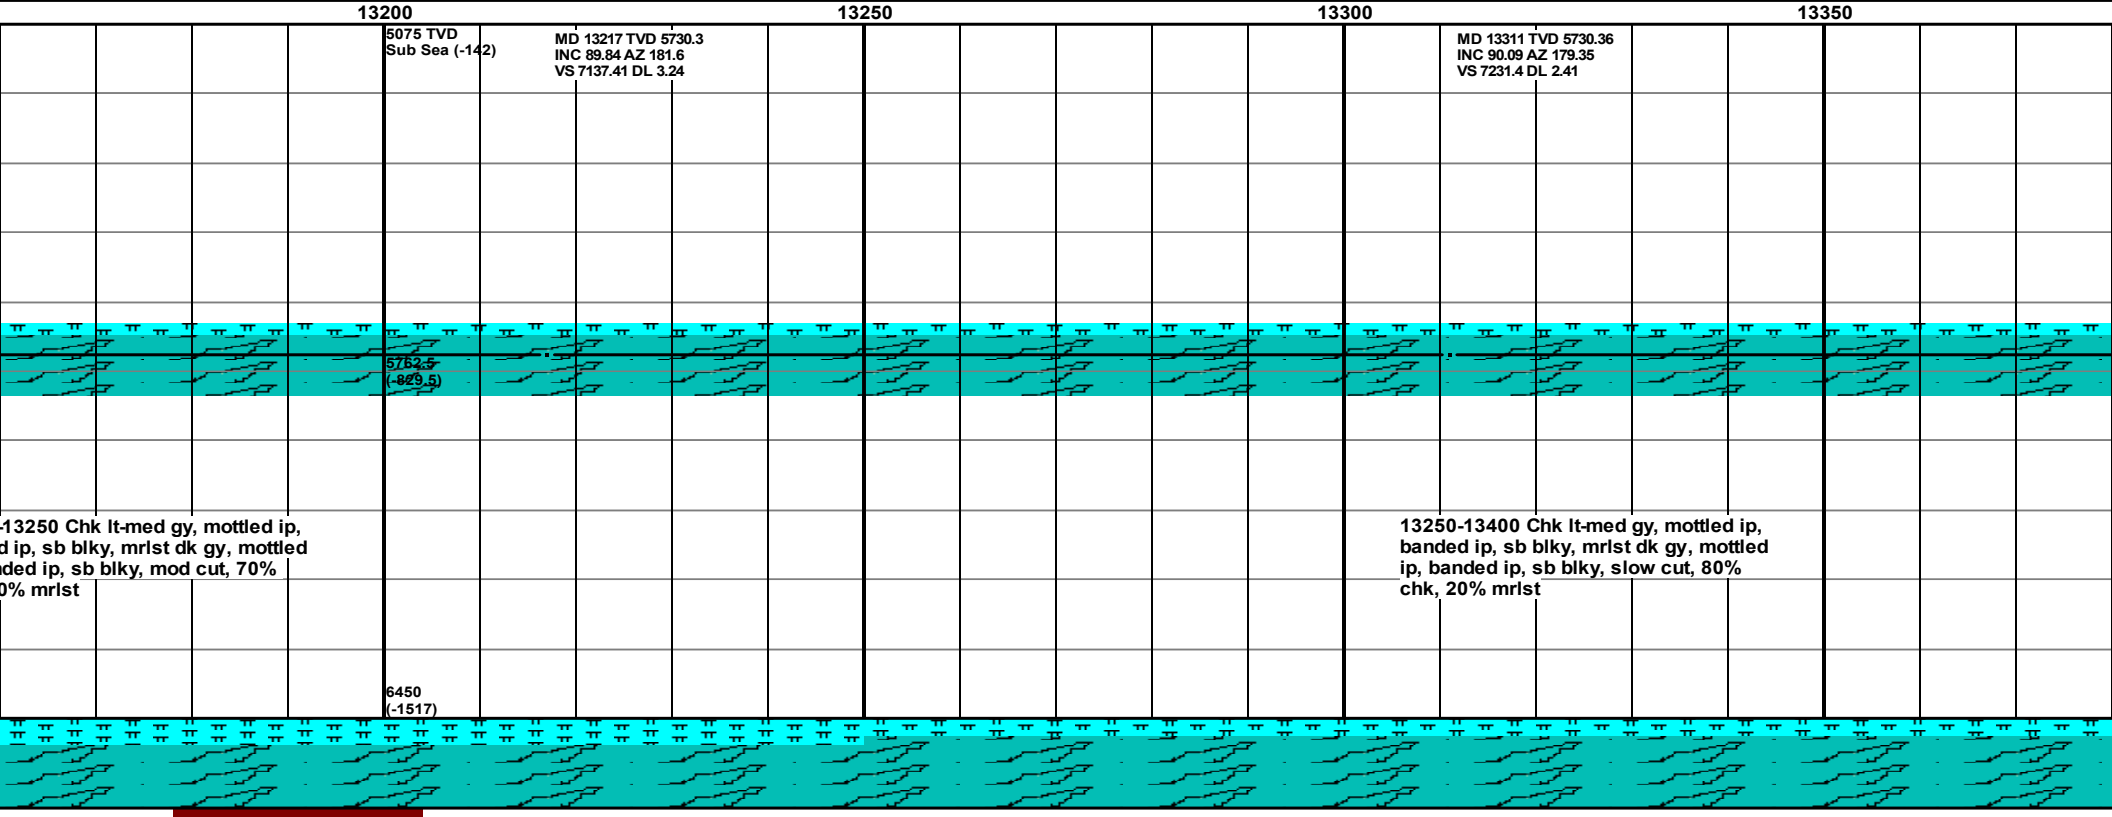 13200
13250
13300
13350
5075 TVD
Sub Sea (-142)
MD 13217 TVD 5730.3
INC 89.84 AZ 181.6
VS 7137.41 DL 3.24
MD 13311 TVD 5730.36
INC 90.09 AZ 179.35
VS 7231.4 DL 2.41
5762.5
(-829.5)
-13250 Chk lt-med gy, mottled ip,
d ip, sb blky, mrlst dk gy, mottled
nded ip, sb blky, mod cut, 70%
0% mrlst
13250-13400 Chk lt-med gy, mottled ip,
banded ip, sb blky, mrlst dk gy, mottled
ip, banded ip, sb blky, slow cut, 80%
chk, 20% mrlst
6450
(-1517)